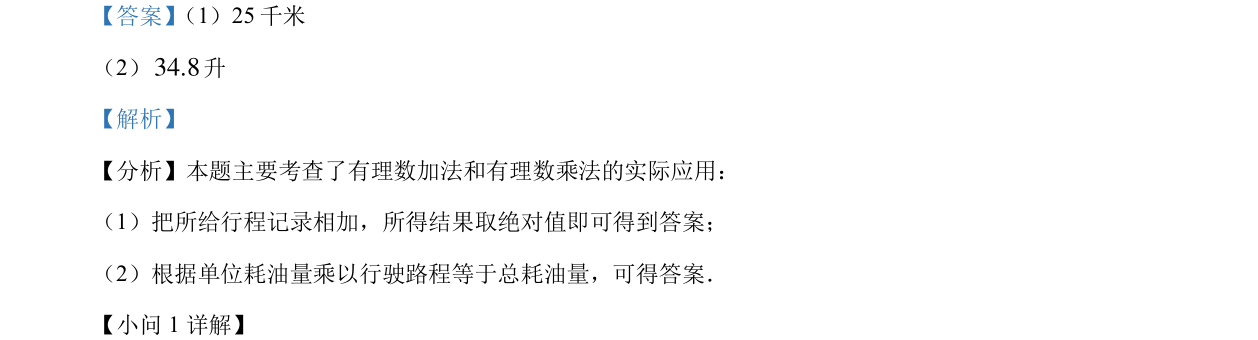 【答案】（1）25 千米
（2）34.8升
【解析】
【分析】本题主要考查了有理数加法和有理数乘法的实际应用：
（1）把所给行程记录相加，所得结果取绝对值即可得到答案；
（2）根据单位耗油量乘以行驶路程等于总耗油量，可得答案．
【小问 1 详解】